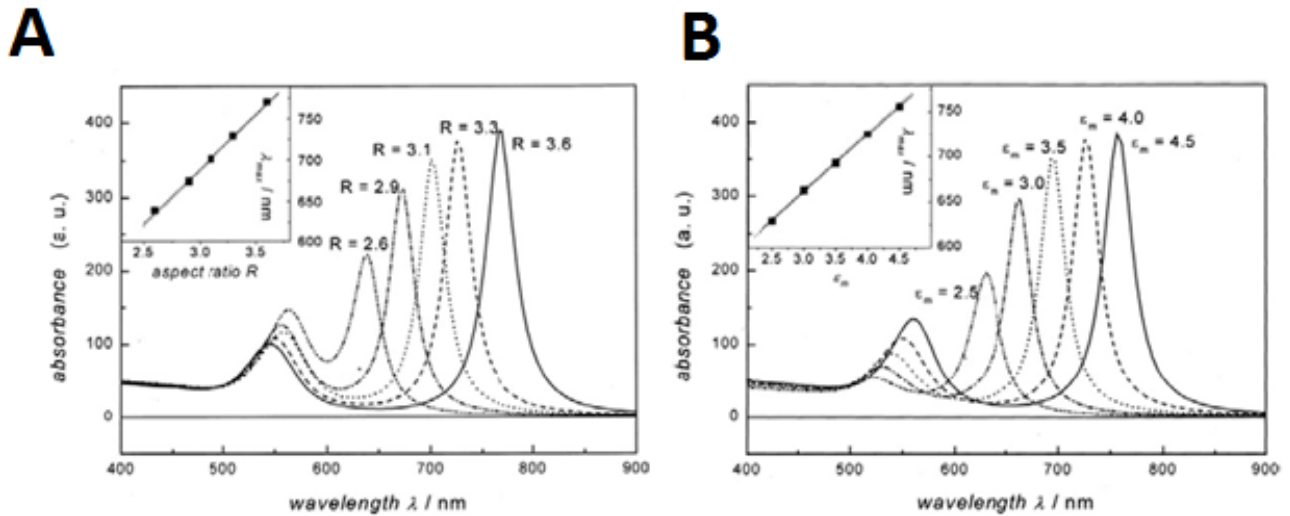 A
B
400
300
200
100
0
absorbance (a. u.)
400 500 600 700 800 900
wavelength λ / nm
R = 2.6
R = 2.9
R = 3.1
R = 3.3
R = 3.6
750
700
650
600
λmax / nm
2.5 3.0 3.5
aspect ratio R
400
300
200
100
0
absorbance (a. u.)
400 500 600 700 800 900
wavelength λ / nm
εm = 2.5
εm = 3.0
εm = 3.5
εm = 4.0
εm = 4.5
750
700
650
600
λmax / nm
2.5 3.0 3.5 4.0 4.5
εm